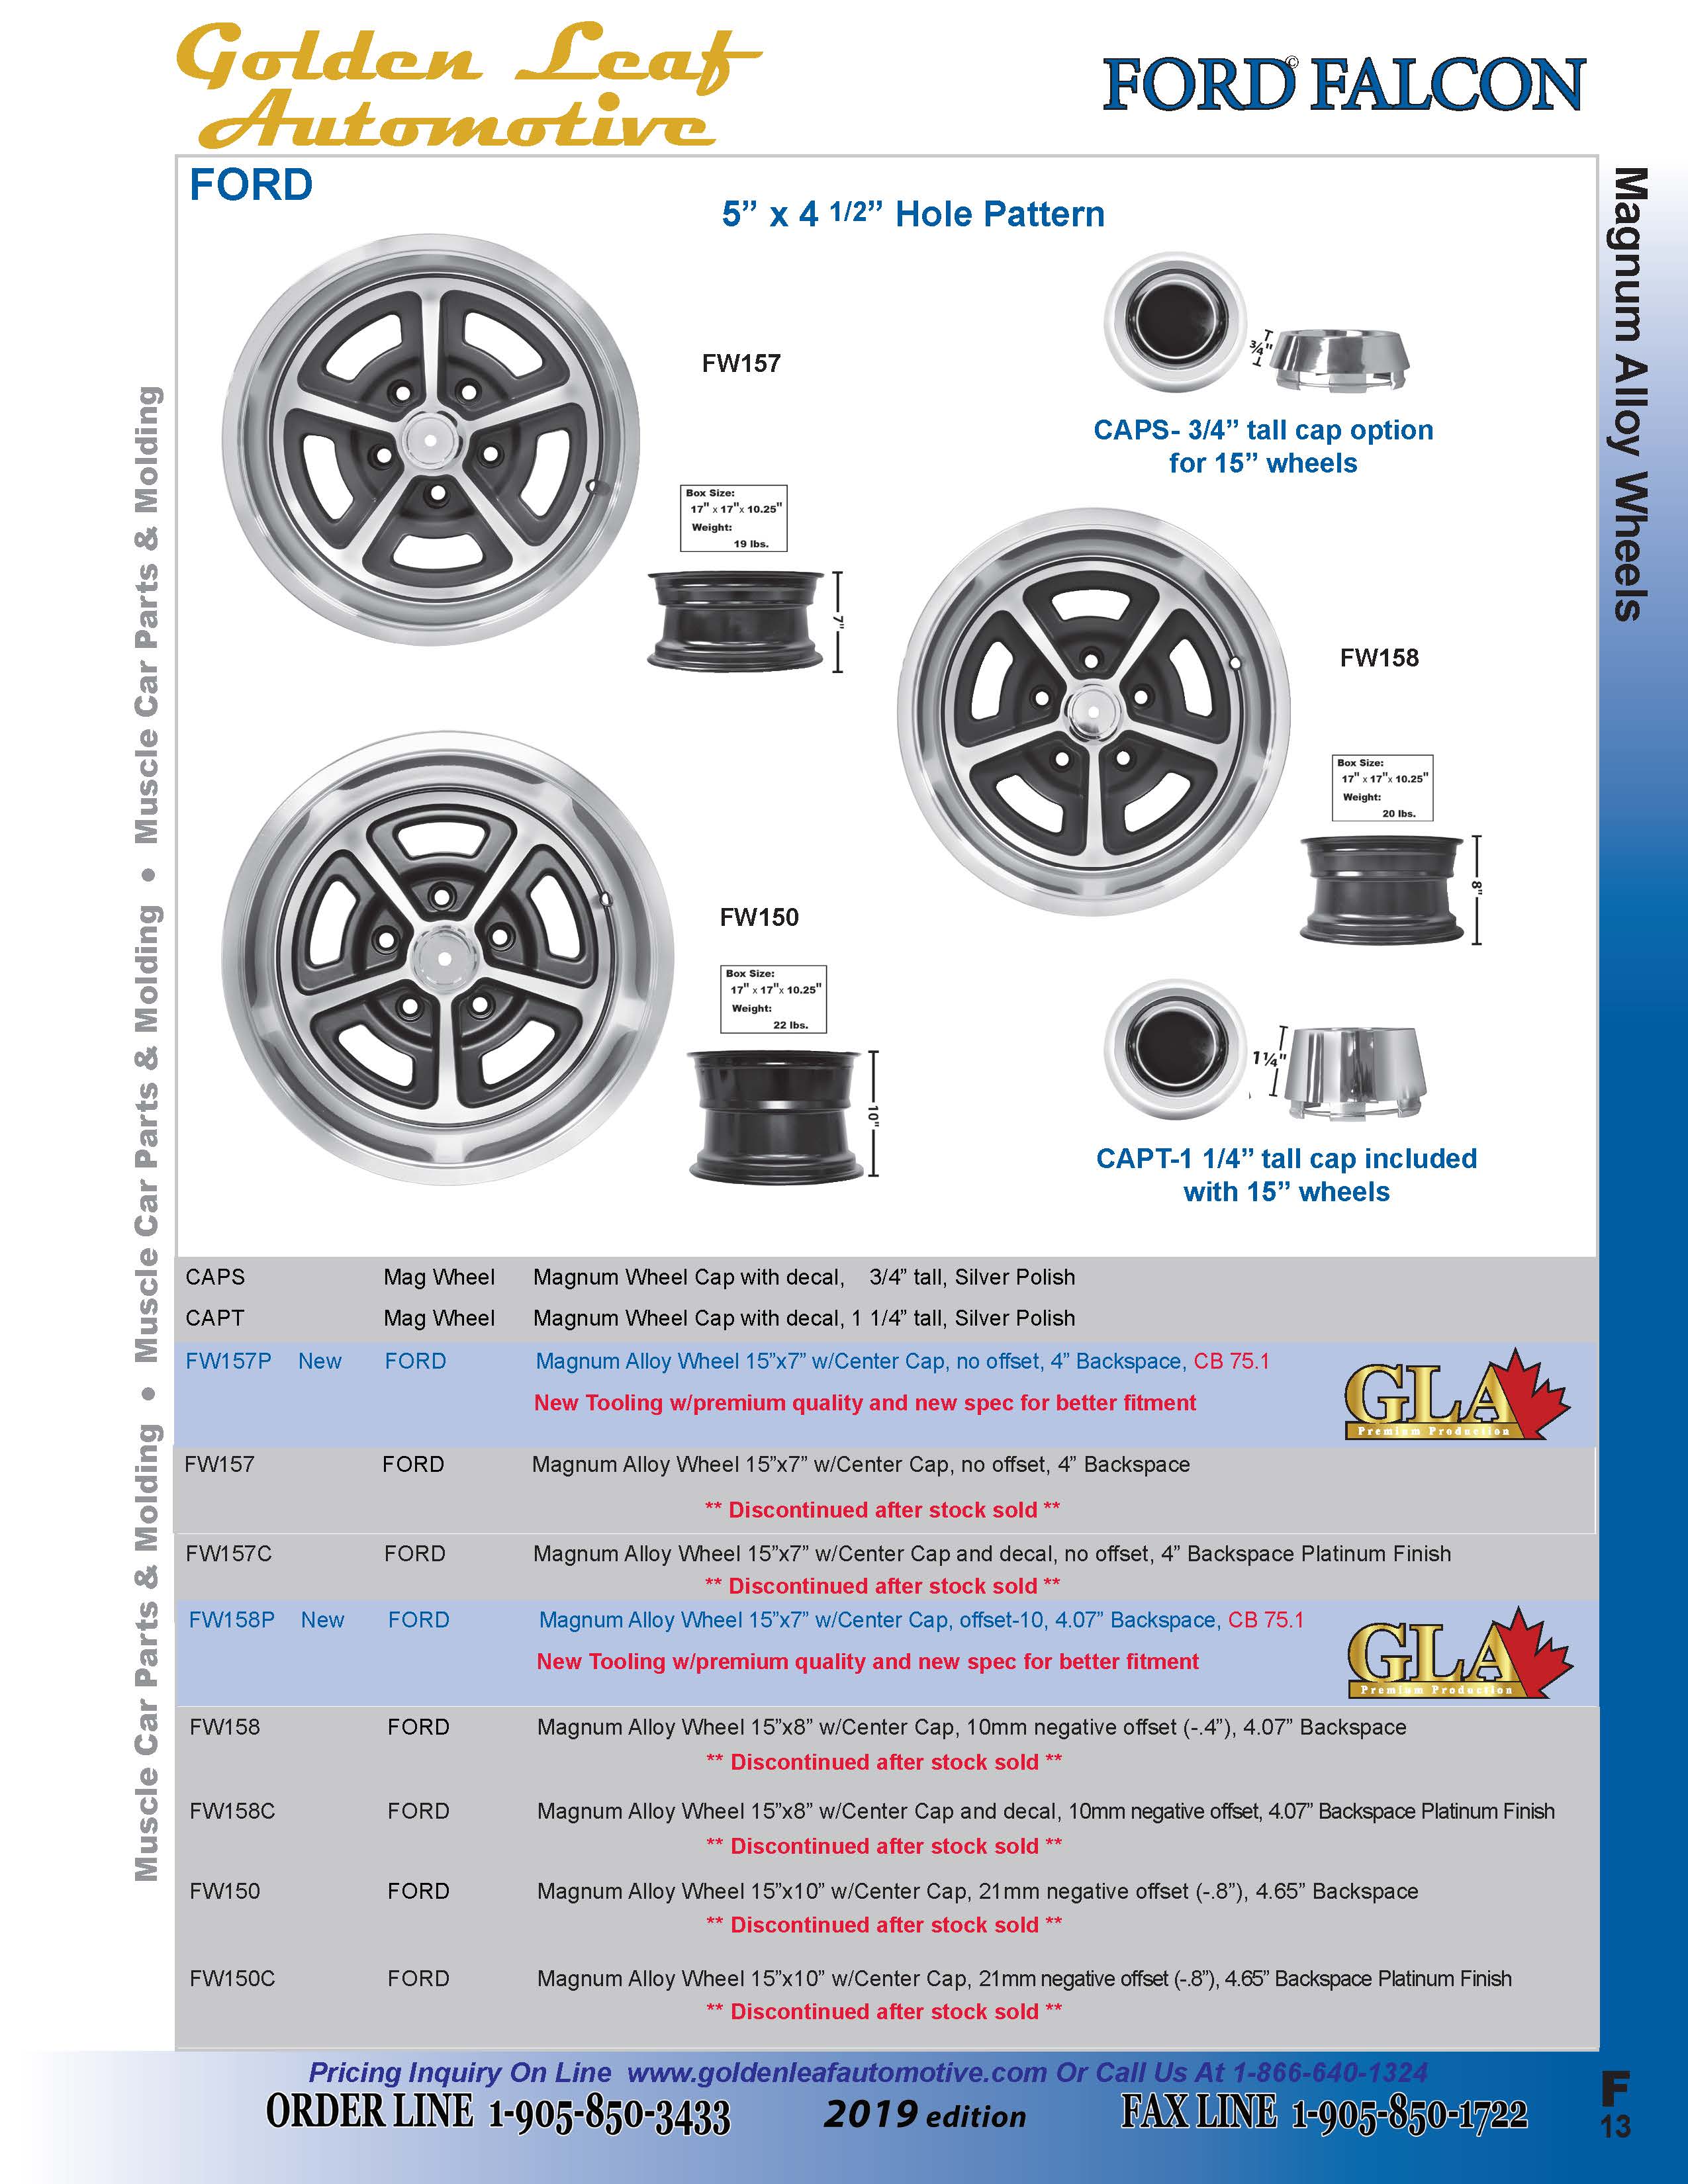 Golden Leaf
Automotive
FORD© FALCON
FORD
5” x 4 1/2” Hole Pattern
Magnum Alloy Wheels
Muscle Car Parts & Molding • Muscle Car Parts & Molding • Muscle Car Parts & Molding
FW157
Box Size:
17" x 17"x 10.25"
Weight:
19 lbs.
7"
3/4"
CAPS- 3/4” tall cap option
for 15” wheels
FW158
Box Size:
17" x 17"x 10.25"
Weight:
20 lbs.
8"
FW150
Box Size:
17" x 17"x 10.25"
Weight:
22 lbs.
10"
1¼"
CAPT-1 1/4” tall cap included
with 15” wheels
CAPS Mag Wheel Magnum Wheel Cap with decal, 3/4” tall, Silver Polish
CAPT Mag Wheel Magnum Wheel Cap with decal, 1 1/4” tall, Silver Polish
FW157P New FORD Magnum Alloy Wheel 15”x7” w/Center Cap, no offset, 4” Backspace, CB 75.1
New Tooling w/premium quality and new spec for better fitment
GLA
Premium Production
FW157 FORD Magnum Alloy Wheel 15”x7” w/Center Cap, no offset, 4” Backspace
** Discontinued after stock sold **
FW157C FORD Magnum Alloy Wheel 15”x7” w/Center Cap and decal, no offset, 4” Backspace Platinum Finish
** Discontinued after stock sold **
FW158P New FORD Magnum Alloy Wheel 15”x7” w/Center Cap, offset-10, 4.07” Backspace, CB 75.1
New Tooling w/premium quality and new spec for better fitment
GLA
Premium Production
FW158 FORD Magnum Alloy Wheel 15”x8” w/Center Cap, 10mm negative offset (-.4”), 4.07” Backspace
** Discontinued after stock sold **
FW158C FORD Magnum Alloy Wheel 15”x8” w/Center Cap and decal, 10mm negative offset, 4.07” Backspace Platinum Finish
** Discontinued after stock sold **
FW150 FORD Magnum Alloy Wheel 15”x10” w/Center Cap, 21mm negative offset (-.8”), 4.65” Backspace
** Discontinued after stock sold **
FW150C FORD Magnum Alloy Wheel 15”x10” w/Center Cap, 21mm negative offset (-.8”), 4.65” Backspace Platinum Finish
** Discontinued after stock sold **
Pricing Inquiry On Line www.goldenleafautomotive.com Or Call Us At 1-866-640-1324
ORDER LINE 1-905-850-3433 2019 edition FAX LINE 1-905-850-1722
F
13